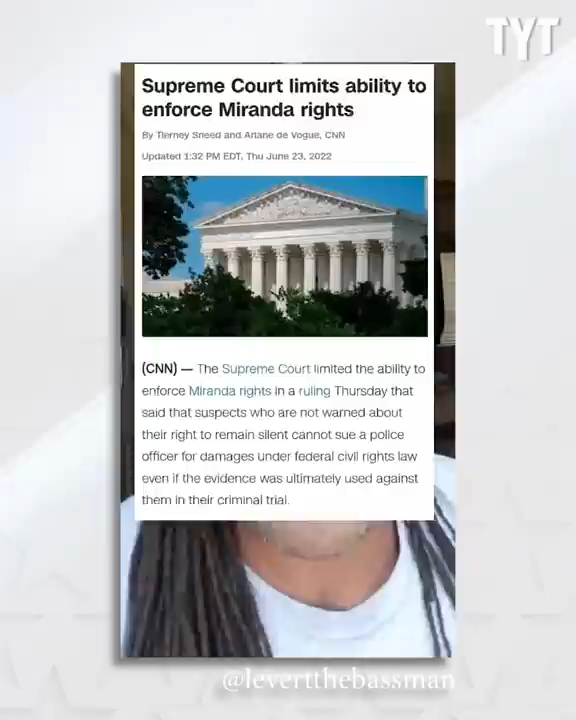 TYT
Supreme Court limits ability to
enforce Miranda rights
By Tierney Sneed and Ariane de Vogue, CNN
Updated 1:32 PM EDT, Thu June 23, 2022
(CNN) — The Supreme Court limited the ability to
enforce Miranda rights in a ruling Thursday that
said that suspects who are not warned about
their right to remain silent cannot sue a police
officer for damages under federal civil rights law
even if the evidence was ultimately used against
them in their criminal trial.
@levertthebassman